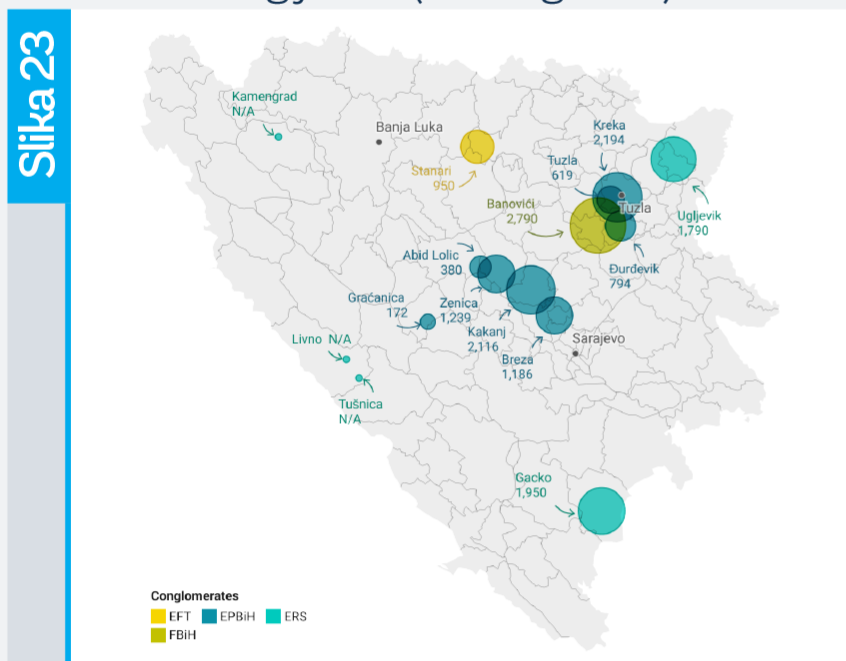 Slika 23
Kamengrad
N/A
Banja Luka
Stanari
950
Kreka
2,194
Tuzla
619
Banovići
2,790
Tuzla
Ugljevik
1,790
Đurđevik
794
Abid Lolic
380
Gračanica
172
Zenica
1,239
Kakanj
2,116
Breza
1,186
Sarajevo
Livno N/A
Tušnica
N/A
Gacko
1,950
Conglomerates
EFT EPBiH ERS
FBiH